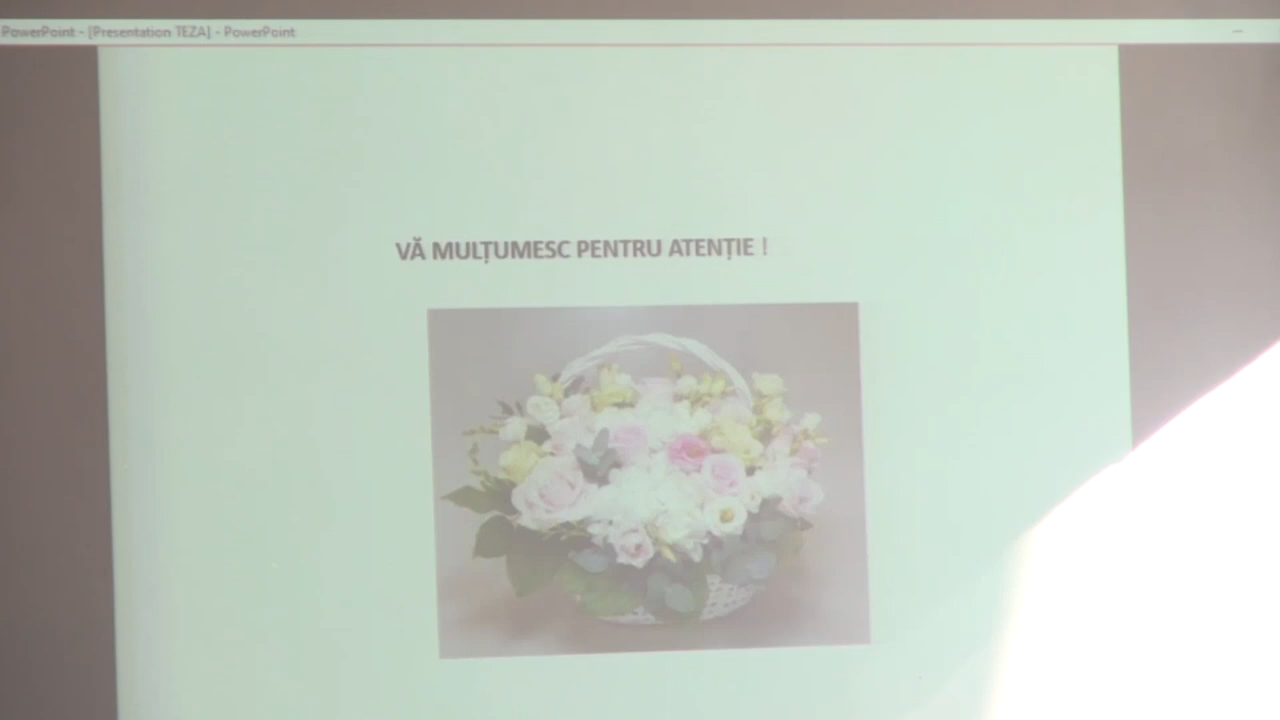 PowerPoint - [Presentation TEZA] - PowerPoint
VĂ MULȚUMESC PENTRU ATENȚIE !